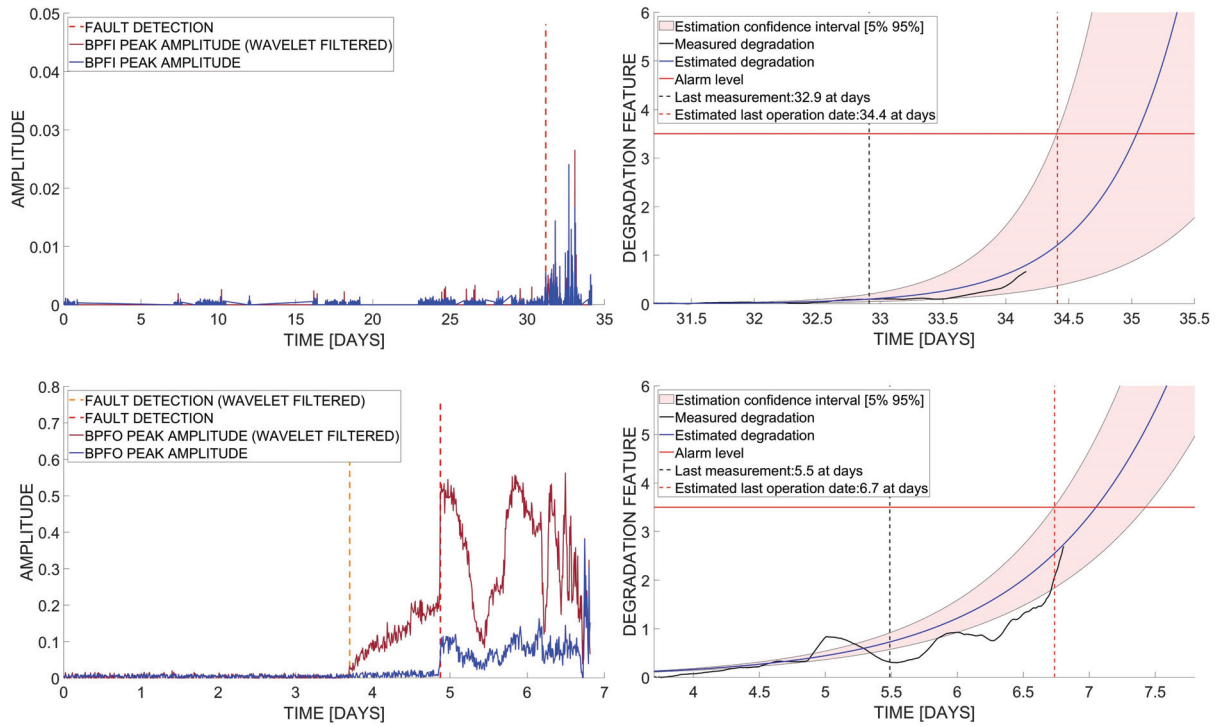 0.05
0.04
0.03
0.02
0.01
0
AMPLITUDE
FAULT DETECTION
BPFI PEAK AMPLITUDE (WAVELET FILTERED)
BPFI PEAK AMPLITUDE
0 5 10 15 20 25 30 35
TIME [DAYS]
6
5
4
3
2
1
0
DEGRADATION FEATURE
Estimation confidence interval [5% 95%]
Measured degradation
Estimated degradation
Alarm level
Last measurement:32.9 at days
Estimated last operation date:34.4 at days
31.5 32 32.5 33 33.5 34 34.5 35 35.5
TIME [DAYS]
0.8
0.7
0.6
0.5
0.4
0.3
0.2
0.1
0
AMPLITUDE
FAULT DETECTION (WAVELET FILTERED)
FAULT DETECTION
BPFO PEAK AMPLITUDE (WAVELET FILTERED)
BPFO PEAK AMPLITUDE
0 1 2 3 4 5 6 7
TIME [DAYS]
6
5
4
3
2
1
0
DEGRADATION FEATURE
Estimation confidence interval [5% 95%]
Measured degradation
Estimated degradation
Alarm level
Last measurement:5.5 at days
Estimated last operation date:6.7 at days
4 4.5 5 5.5 6 6.5 7 7.5
TIME [DAYS]